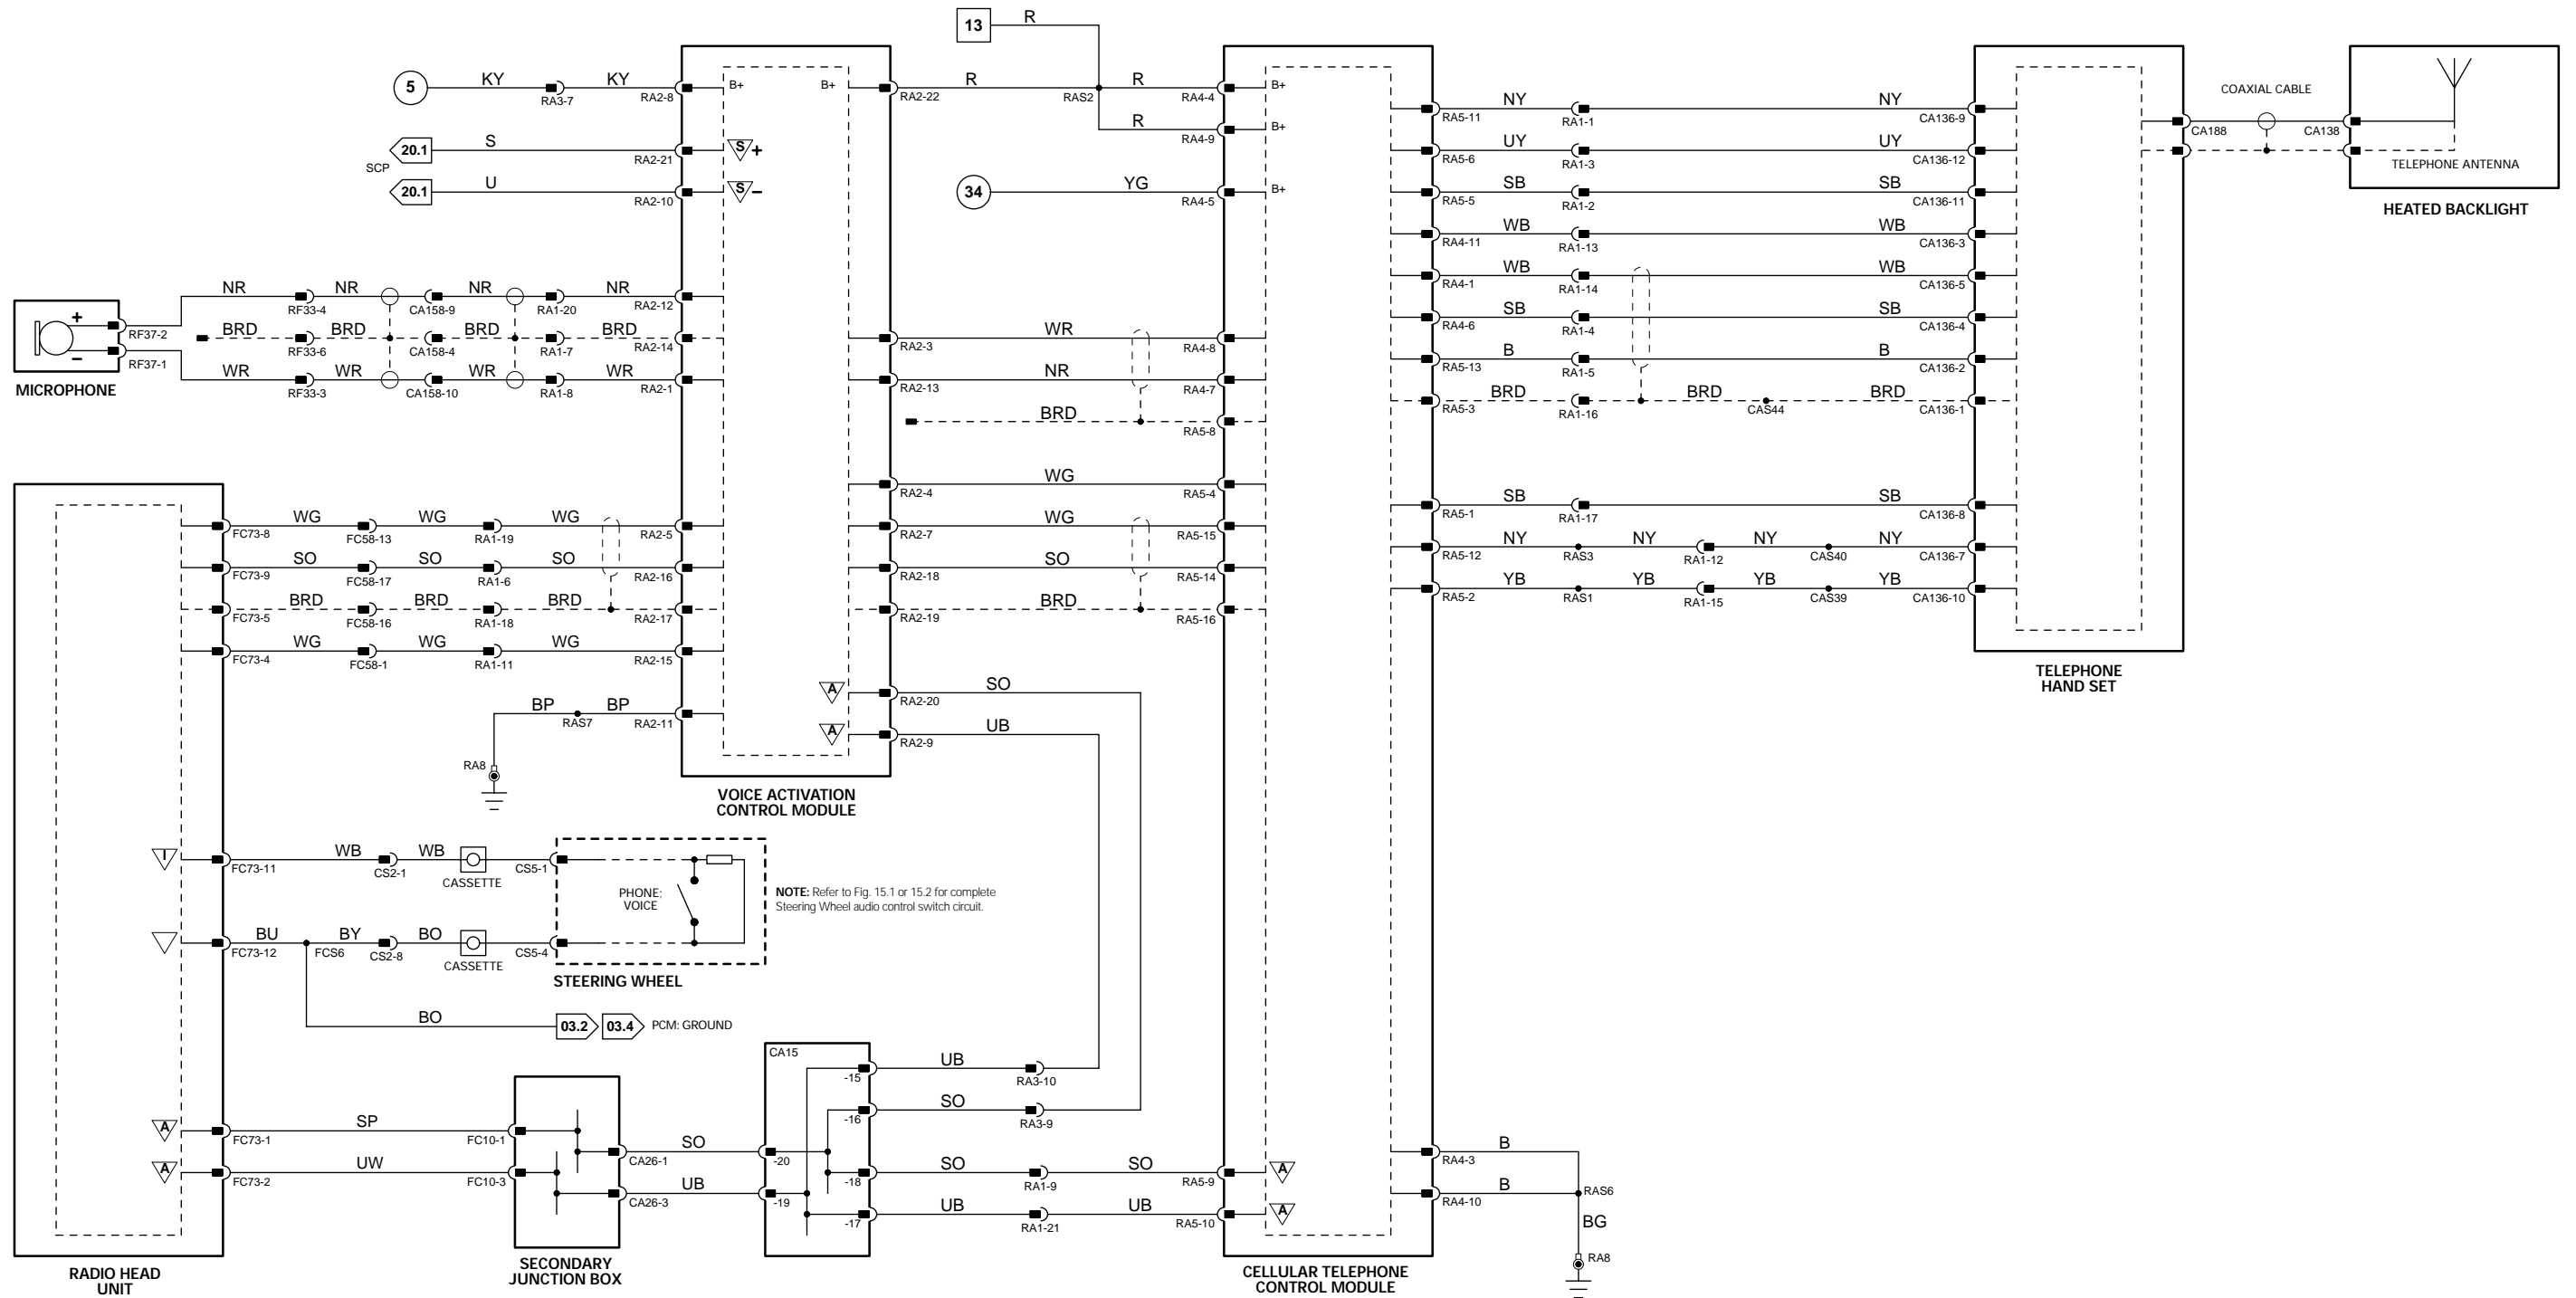 13
R
5
KY
RA3-7
KY
RA2-8
B+
B+
RA2-22
R
RAS2
R
RA4-4
B+
R
RA4-9
B+
20.1
S
RA2-21
S +
SCP
20.1
U
RA2-10
S −
34
YG
RA4-5
B+
NY
RA5-11
RA1-1
NY
CA136-9
UY
RA5-6
RA1-3
UY
CA136-12
SB
RA5-5
RA1-2
SB
CA136-11
WB
RA4-11
RA1-13
WB
CA136-3
WB
RA4-1
RA1-14
WB
CA136-5
SB
RA4-6
RA1-4
SB
CA136-4
B
RA5-13
RA1-5
B
CA136-2
BRD
RA5-3
RA1-16
BRD
CAS44
BRD
CA136-1
SB
RA5-1
RA1-17
SB
CA136-8
NY
RA5-12
RAS3
NY
RA1-12
NY
CAS40
NY
CA136-7
YB
RA5-2
RAS1
YB
RA1-15
YB
CAS39
YB
CA136-10
TELEPHONE
HAND SET
COAXIAL CABLE
CA188
CA138
TELEPHONE ANTENNA
HEATED BACKLIGHT
+
RF37-2
−
RF37-1
MICROPHONE
NR
RF33-4
NR
CA158-9
NR
RA1-20
NR
RA2-12
BRD
RF33-6
BRD
CA158-4
BRD
RA1-7
BRD
RA2-14
WR
RF33-3
WR
CA158-10
WR
RA1-8
WR
RA2-1
RA2-3
WR
RA4-8
RA2-13
NR
RA4-7
BRD
RA5-8
RA2-4
WG
RA5-4
RA2-7
WG
RA5-15
RA2-18
SO
RA5-14
RA2-19
BRD
RA5-16
FC73-8
WG
FC58-13
WG
RA1-19
WG
RA2-5
FC73-9
SO
FC58-17
SO
RA1-6
SO
RA2-16
FC73-5
BRD
FC58-16
BRD
RA1-18
BRD
RA2-17
FC73-4
WG
FC58-1
WG
RA1-11
WG
RA2-15
BP
RAS7
BP
RA2-11
RA8
A
RA2-20
SO
A
RA2-9
UB
VOICE ACTIVATION
CONTROL MODULE
I
FC73-11
WB
CS2-1
WB
CASSETTE
CS5-1
PHONE;
VOICE
NOTE: Refer to Fig. 15.1 or 15.2 for complete
Steering Wheel audio control switch circuit.
FC73-12
BU
FCS6
BY
CS2-8
BO
CASSETTE
CS5-4
STEERING WHEEL
BO
03.2
03.4
PCM: GROUND
A
FC73-1
SP
FC10-1
A
FC73-2
UW
FC10-3
CA26-1
SO
CA26-3
UB
SECONDARY
JUNCTION BOX
CA15
-15
-16
-20
-18
-19
-17
UB
RA3-10
SO
RA3-9
SO
RA1-9
SO
RA5-9
A
UB
RA1-21
UB
RA5-10
A
RADIO HEAD
UNIT
CELLULAR TELEPHONE
CONTROL MODULE
RA4-3
B
RA4-10
B
RAS6
BG
RA8